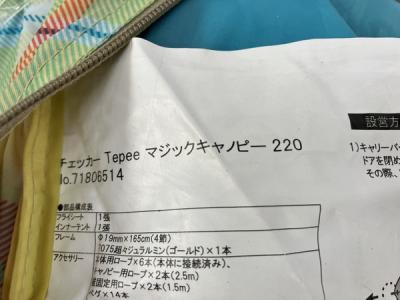 チェッカー Tepee マジックキャノピー 220
No.71806514
●部品構成表
フライシート 1張
インナーテント 1張
フレーム Φ19mm×165cm(4節)
7075超々ジュラルミン(ゴールド)×1本
アクセサリー 本体用ロープ×6本(本体に接続済み)、
キャノピー用ロープ×2本(2.5m)
固定用ロープ×2本(1.5m)
ペグ×14本
設営方
1)キャリーバ
ドアを閉め
その際、